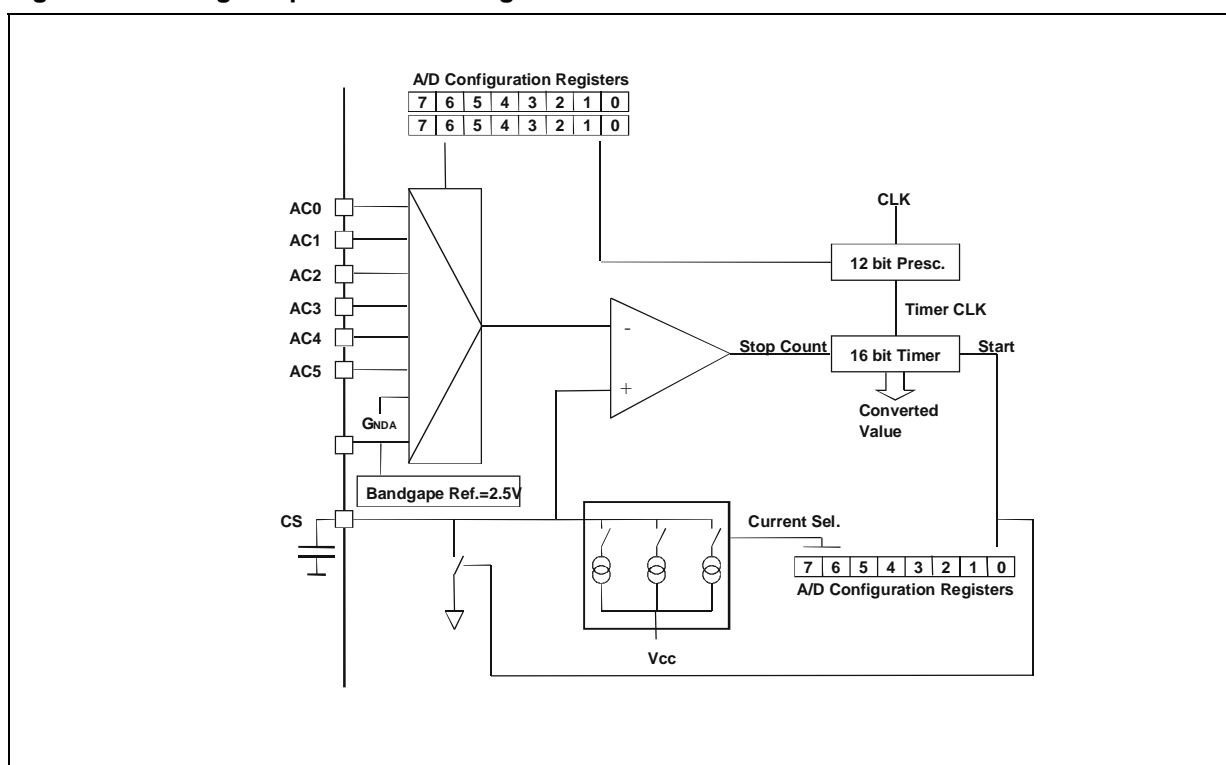 A/D Configuration Registers
7 6 5 4 3 2 1 0
7 6 5 4 3 2 1 0
AC0
AC1
AC2
AC3
AC4
AC5
GNDA
Bandgape Ref.=2.5V
CS
-
+
CLK
12 bit Presc.
Timer CLK
Stop Count
16 bit Timer
Start
Converted
Value
Current Sel.
7 6 5 4 3 2 1 0
A/D Configuration Registers
Vcc